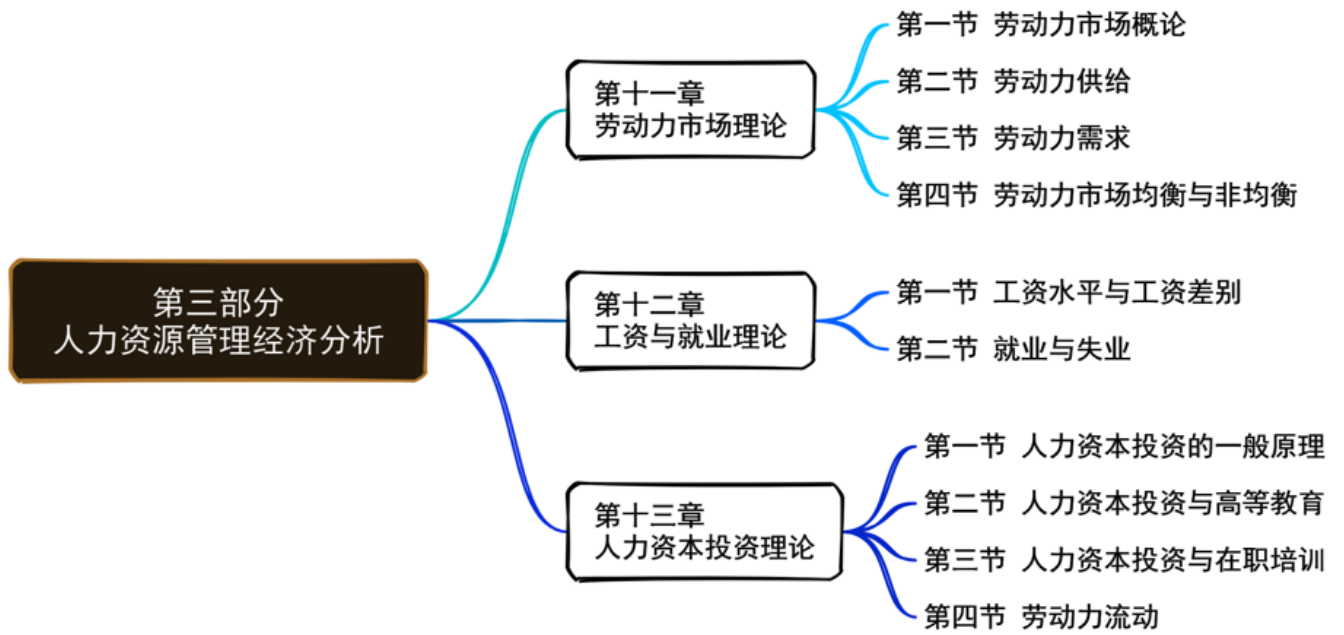 第三部分
人力资源管理经济分析
第十一章
劳动力市场理论
第一节 劳动力市场概论
第二节 劳动力供给
第三节 劳动力需求
第四节 劳动力市场均衡与非均衡
第十二章
工资与就业理论
第一节 工资水平与工资差别
第二节 就业与失业
第十三章
人力资本投资理论
第一节 人力资本投资的一般原理
第二节 人力资本投资与高等教育
第三节 人力资本投资与在职培训
第四节 劳动力流动